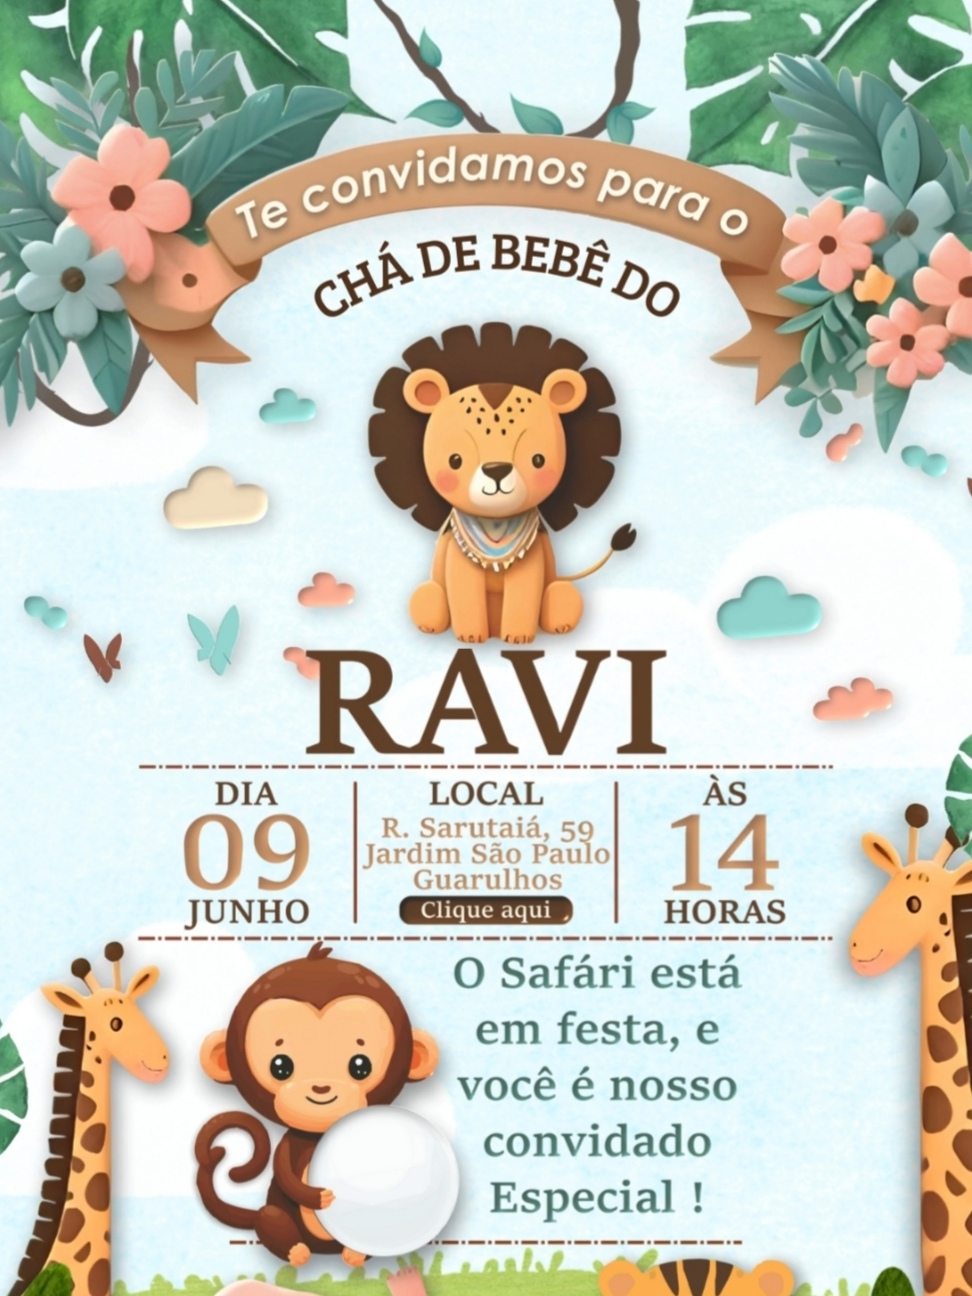 Te convidamos para o
CHÁ DE BEBÊ DO
RAVI
DIA
09
JUNHO
LOCAL
R. Sarutaiá, 59
Jardim São Paulo
Guarulhos
Clique aqui
ÀS
14
HORAS
O Safári está
em festa, e
você é nosso
convidado
Especial !